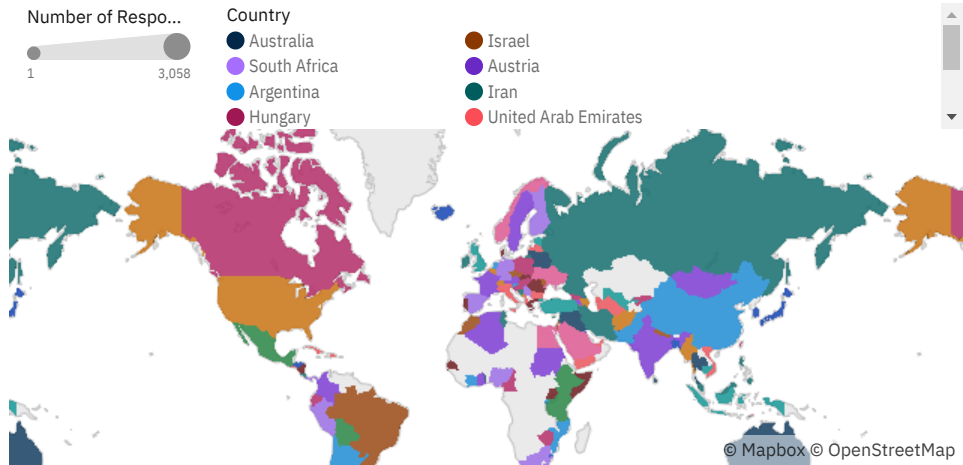 Number of Respo...
1
3,058
Country
Australia
South Africa
Argentina
Hungary
Israel
Austria
Iran
United Arab Emirates
© Mapbox © OpenStreetMap